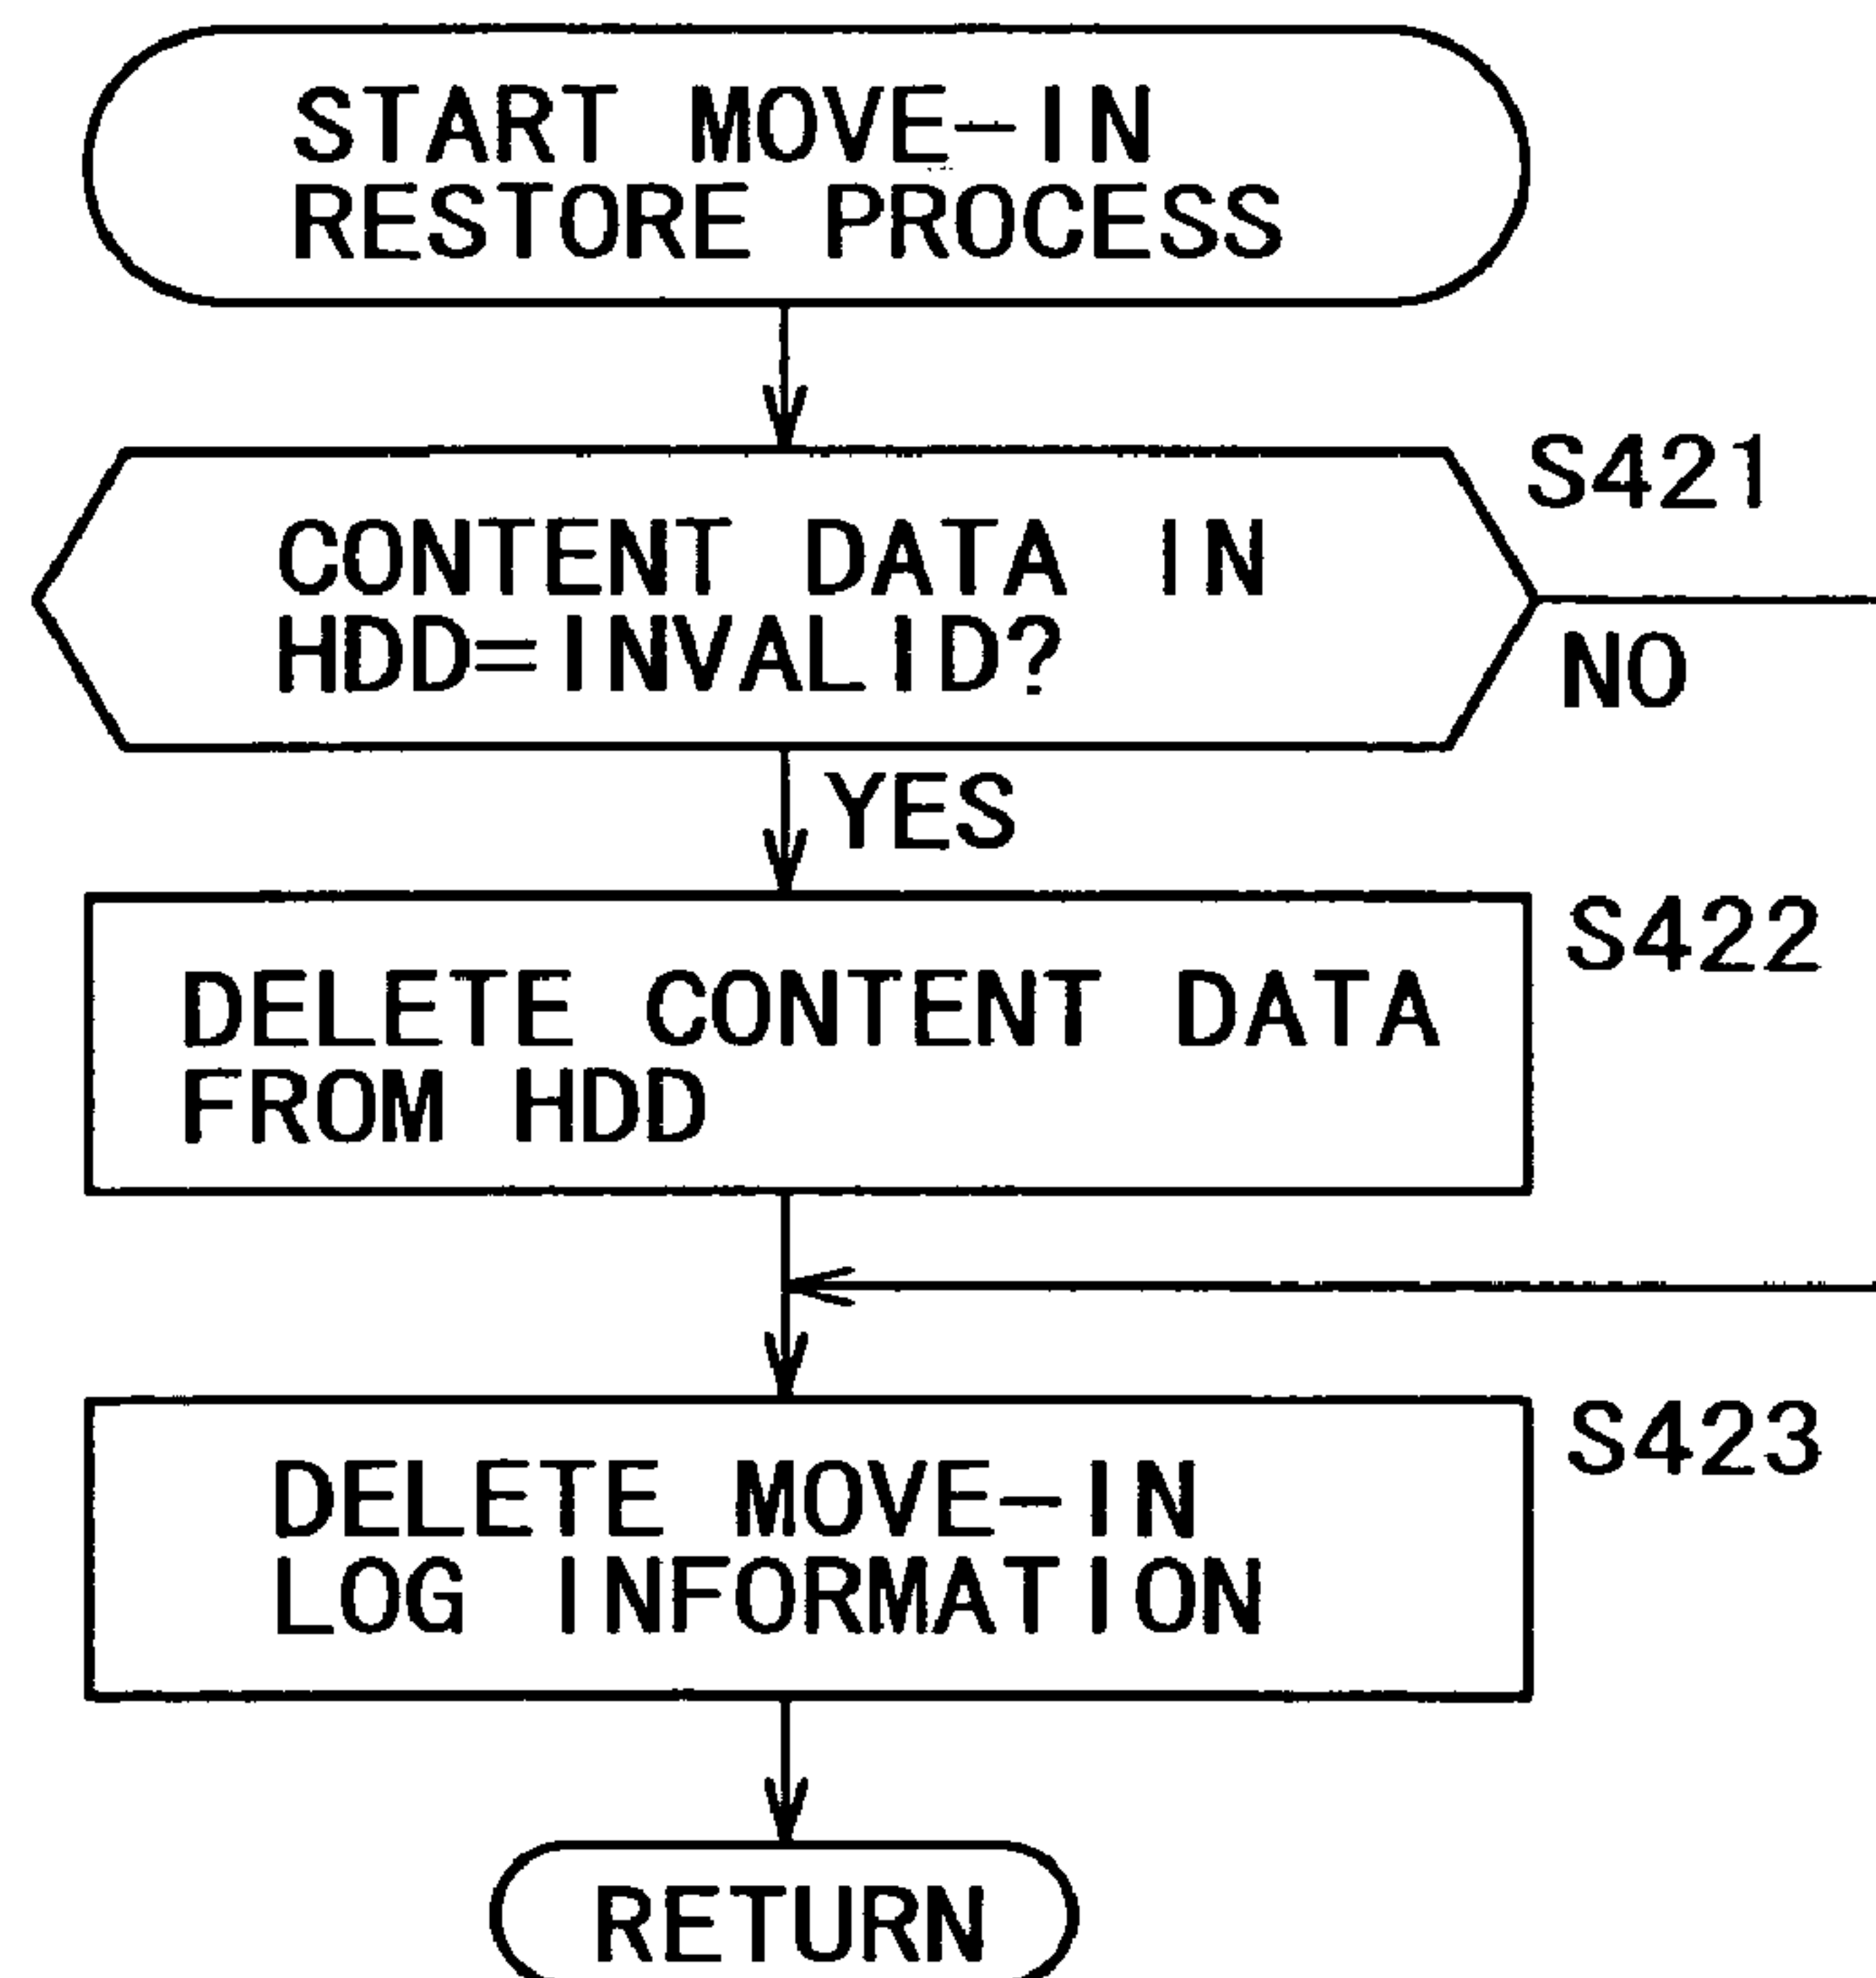 START MOVE-IN
RESTORE PROCESS
S421
CONTENT DATA IN
HDD=INVALID?
NO
YES
S422
DELETE CONTENT DATA
FROM HDD
S423
DELETE MOVE-IN
LOG INFORMATION
RETURN